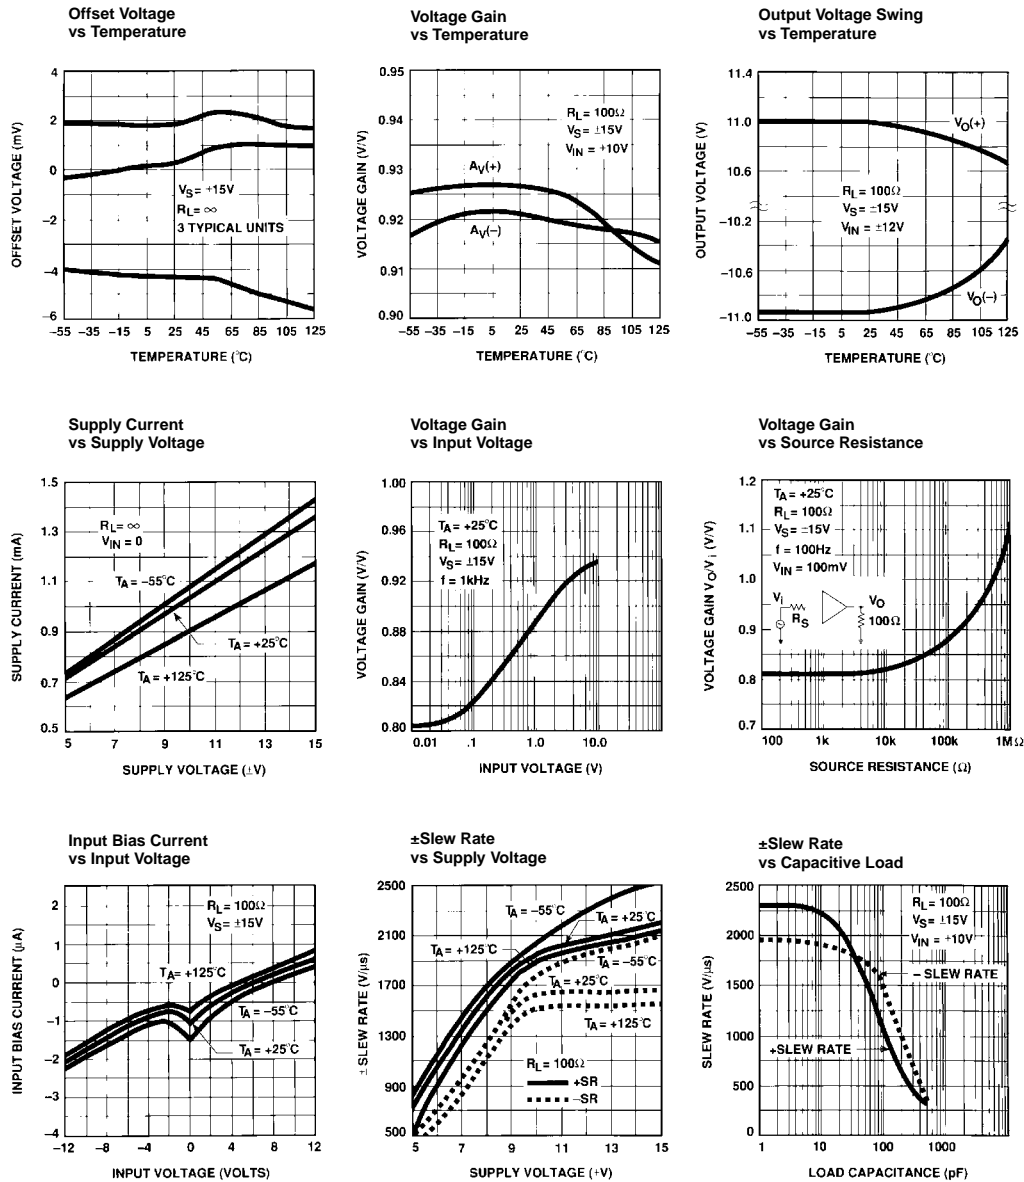 Offset Voltage
vs Temperature
4
2
0
−2
−4
−6
OFFSET VOLTAGE (mV)
VS = +15V
RL = ∞
3 TYPICAL UNITS
−55 −35 −15 5 25 45 65 85 105 125
TEMPERATURE (°C)
Voltage Gain
vs Temperature
0.95
0.94
0.93
0.92
0.91
0.90
VOLTAGE GAIN (V/V)
RL = 100Ω
VS = ±15V
VIN = +10V
AV(+)
AV(−)
−55 −35 −15 5 25 45 65 85 105 125
TEMPERATURE (°C)
Output Voltage Swing
vs Temperature
11.4
11.0
10.6
−10.2
−10.6
−11.0
OUTPUT VOLTAGE (V)
VO(+)
RL = 100Ω
VS = ±15V
VIN = ±12V
VO(−)
−55 −35 −15 5 25 45 65 85 105 125
TEMPERATURE (°C)
Supply Current
vs Supply Voltage
1.5
1.3
1.1
0.9
0.7
0.5
SUPPLY CURRENT (mA)
RL = ∞
VIN = 0
TA = −55°C
TA = +25°C
TA = +125°C
5 7 9 11 13 15
SUPPLY VOLTAGE (±V)
Voltage Gain
vs Input Voltage
1.00
0.96
0.92
0.88
0.84
0.80
VOLTAGE GAIN (V/V)
TA = +25°C
RL = 100Ω
VS = ±15V
f = 1kHz
0.01 .1 1.0 10.0
INPUT VOLTAGE (V)
Voltage Gain
vs Source Resistance
1.2
1.1
1.0
0.9
0.8
0.7
VOLTAGE GAIN VO/Vi (V/V)
TA = +25°C
RL = 100Ω
VS = ±15V
f = 100Hz
VIN = 100mV
Vi
RS
VO
100Ω
100 1k 10k 100k 1MΩ
SOURCE RESISTANCE (Ω)
Input Bias Current
vs Input Voltage
2
1
0
−1
−2
−3
−4
INPUT BIAS CURRENT (µA)
RL = 100Ω
VS = ±15V
TA = +125°C
TA = −55°C
TA = +25°C
−12 −8 −4 0 4 8 12
INPUT VOLTAGE (VOLTS)
±Slew Rate
vs Supply Voltage
2500
2100
1700
1300
900
500
± SLEW RATE (V/µs)
TA = −55°C
TA = +25°C
TA = +125°C
TA = −55°C
TA = +25°C
TA = +125°C
RL = 100Ω
+SR
−SR
5 7 9 11 13 15
SUPPLY VOLTAGE (+V)
±Slew Rate
vs Capacitive Load
2500
2000
1500
1000
500
0
SLEW RATE (V/µs)
RL = 100Ω
VS = ±15V
VIN = +10V
− SLEW RATE
+SLEW RATE
1 10 100 1000
LOAD CAPACITANCE (pF)